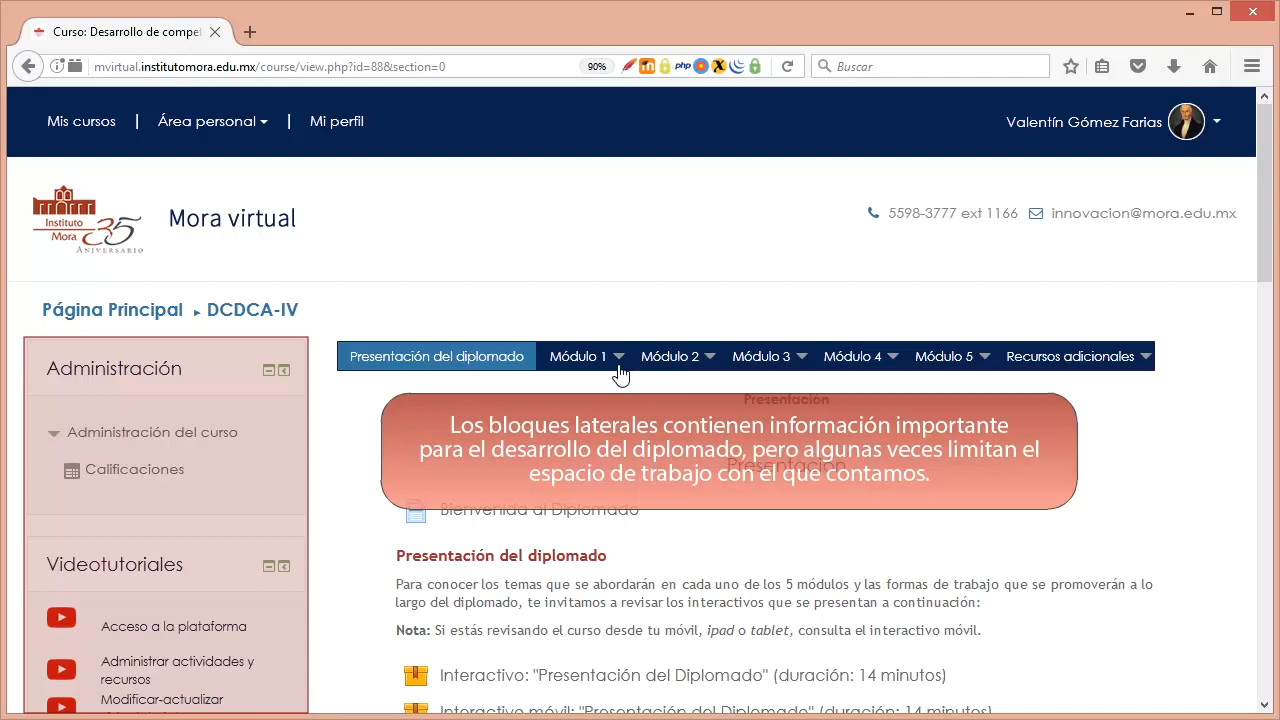 Curso: Desarrollo de compe
mvirtual.institutomora.edu.mx/course/view.php?id=88&section=0
90%
php
Buscar
Mis cursos | Área personal | Mi perfil
Valentín Gómez Farias
Instituto
Mora
35
ANIVERSARIO
Mora virtual
5598-3777 ext 1166
innovacion@mora.edu.mx
Página Principal ▸ DCDCA-IV
Administración
Administración del curso
Calificaciones
Videotutoriales
Acceso a la plataforma
Administrar actividades y
recursos
Modificar-actualizar
Presentación del diplomado Módulo 1 Módulo 2 Módulo 3 Módulo 4 Módulo 5 Recursos adicionales
Presentación
Los bloques laterales contienen información importante
para el desarrollo del diplomado, pero algunas veces limitan el
Presentación
espacio de trabajo con el que contamos.
Bienvenida al Diplomado
Presentación del diplomado
Para conocer los temas que se abordarán en cada uno de los 5 módulos y las formas de trabajo que se promoverán a lo
largo del diplomado, te invitamos a revisar los interactivos que se presentan a continuación:
Nota: Si estás revisando el curso desde tu móvil, ipad o tablet, consulta el interactivo móvil.
Interactivo: "Presentación del Diplomado" (duración: 14 minutos)
Interactivo móvil: "Presentación del Diplomado" (duración: 14 minutos)